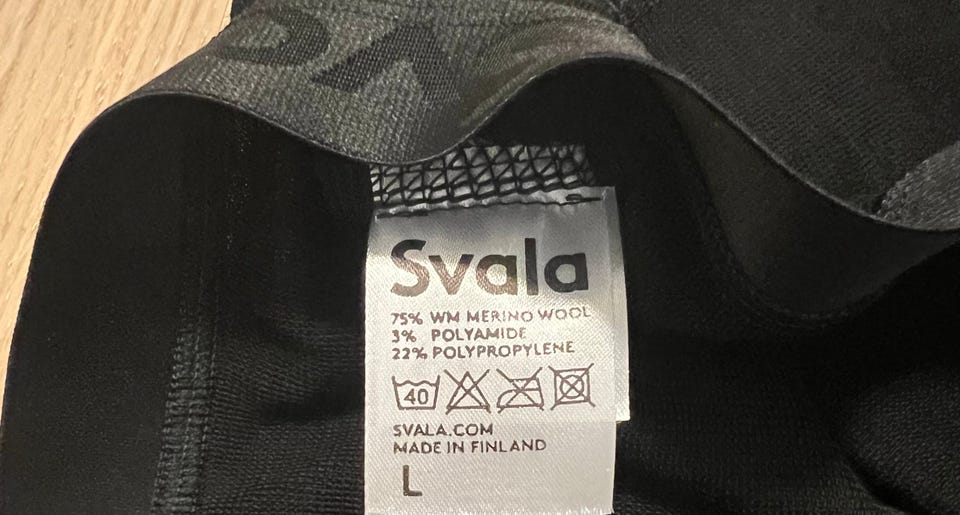 Svala
75% WM MERINO WOOL
3% POLYAMIDE
22% POLYPROPYLENE
40
SVALA.COM
MADE IN FINLAND
L